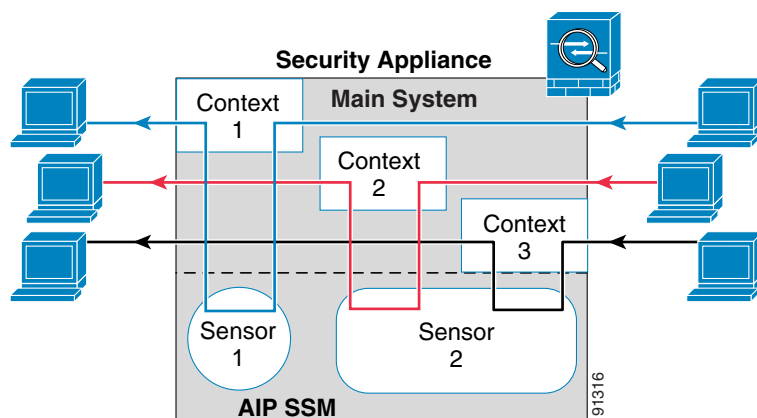 Security Appliance
Main System
Context
1
Context
2
Context
3
Sensor
1
Sensor
2
AIP SSM
91316